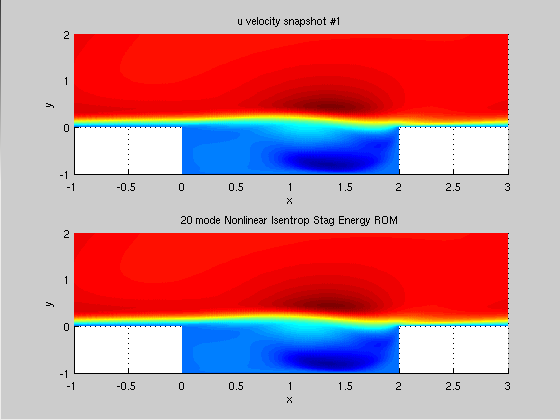 u velocity snapshot #1
2
1
0
-1
y
-1 -0.5 0 0.5 1 1.5 2 2.5 3
x
20 mode Nonlinear Isentrop Stag Energy ROM
2
1
0
-1
y
-1 -0.5 0 0.5 1 1.5 2 2.5 3
x